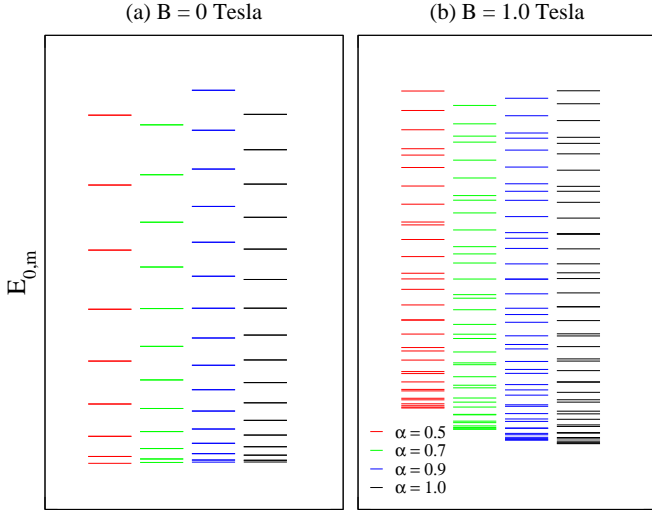 (a) B = 0 Tesla
(b) B = 1.0 Tesla
E0,m
α = 0.5
α = 0.7
α = 0.9
α = 1.0